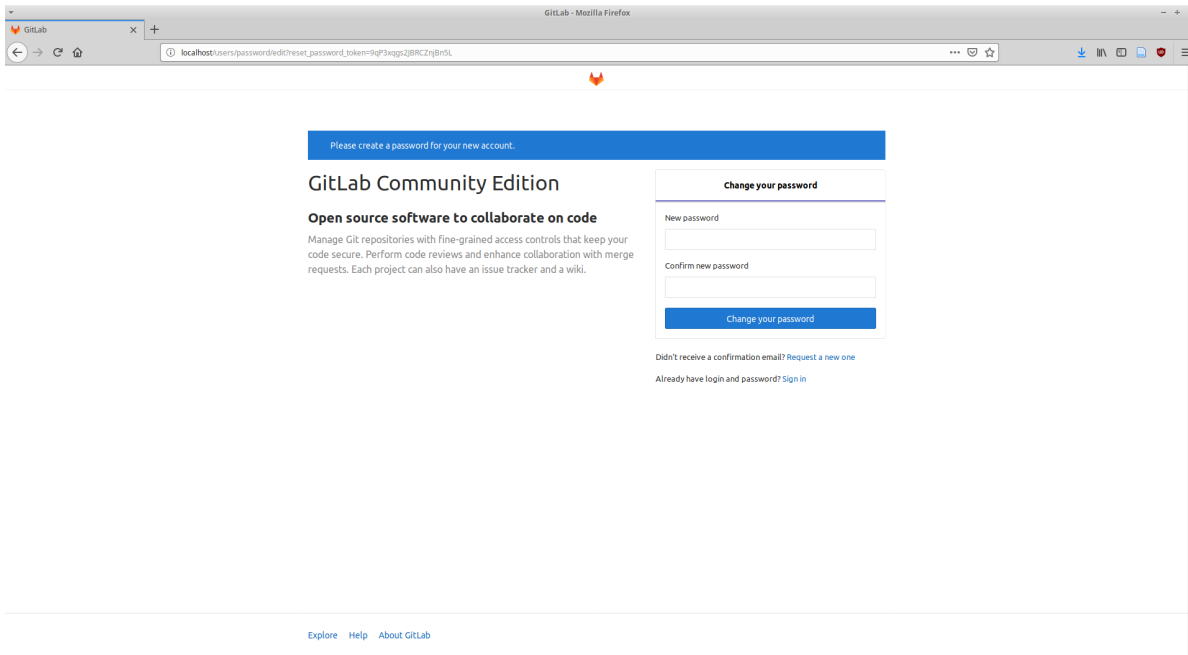 GitLab - Mozilla Firefox
GitLab
localhost/users/password/edit?reset_password_token=9qP3xqgs2JBRCZnjBn5L
Please create a password for your new account.
GitLab Community Edition
Open source software to collaborate on code
Manage Git repositories with fine-grained access controls that keep your
code secure. Perform code reviews and enhance collaboration with merge
requests. Each project can also have an issue tracker and a wiki.
Change your password
New password
Confirm new password
Change your password
Didn't receive a confirmation email? Request a new one
Already have login and password? Sign in
Explore Help About GitLab